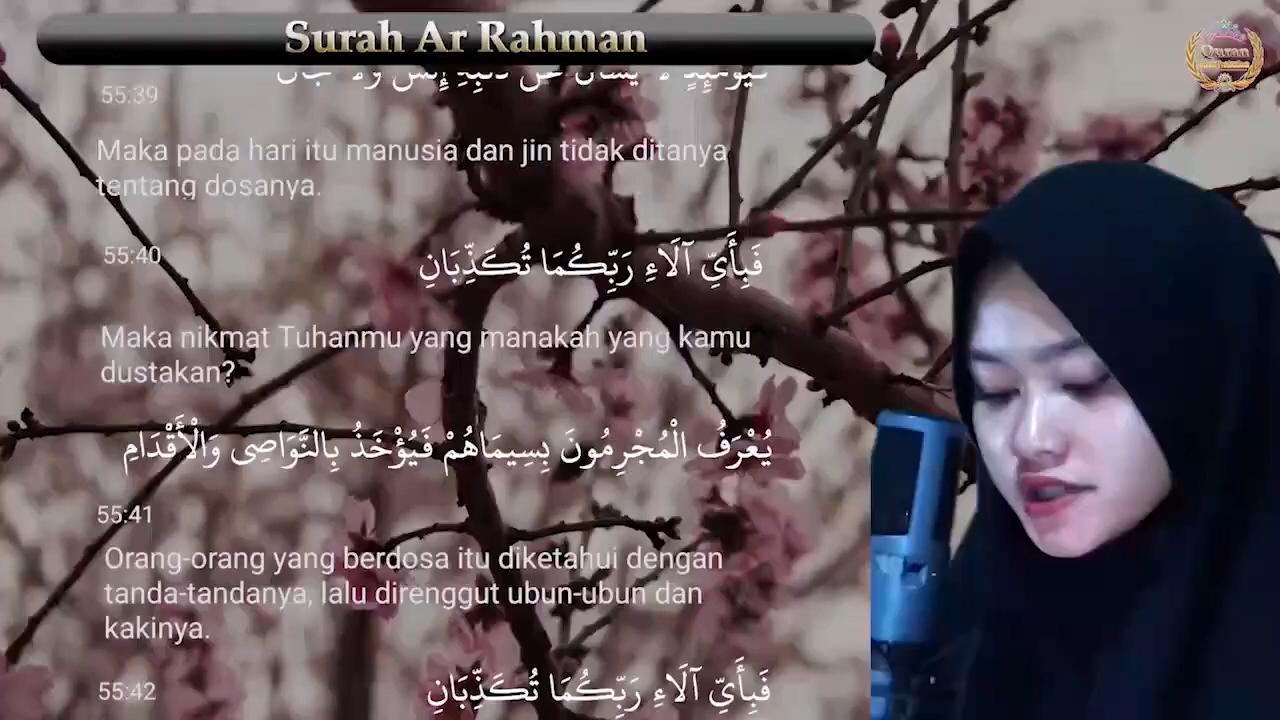 Surah Ar Rahman
Quran
55:39
Maka pada hari itu manusia dan jin tidak ditanya
tentang dosanya.
55:40
فَبِأَيِّ آلَاءِ رَبِّكُمَا تُكَذِّبَانِ
Maka nikmat Tuhanmu yang manakah yang kamu
dustakan?
يُعْرَفُ الْمُجْرِمُونَ بِسِيمَاهُمْ فَيُؤْخَذُ بِالنَّوَاصِي وَالْأَقْدَامِ
55:41
Orang-orang yang berdosa itu diketahui dengan
tanda-tandanya, lalu direnggut ubun-ubun dan
kakinya.
55:42
فَبِأَيِّ آلَاءِ رَبِّكُمَا تُكَذِّبَانِ